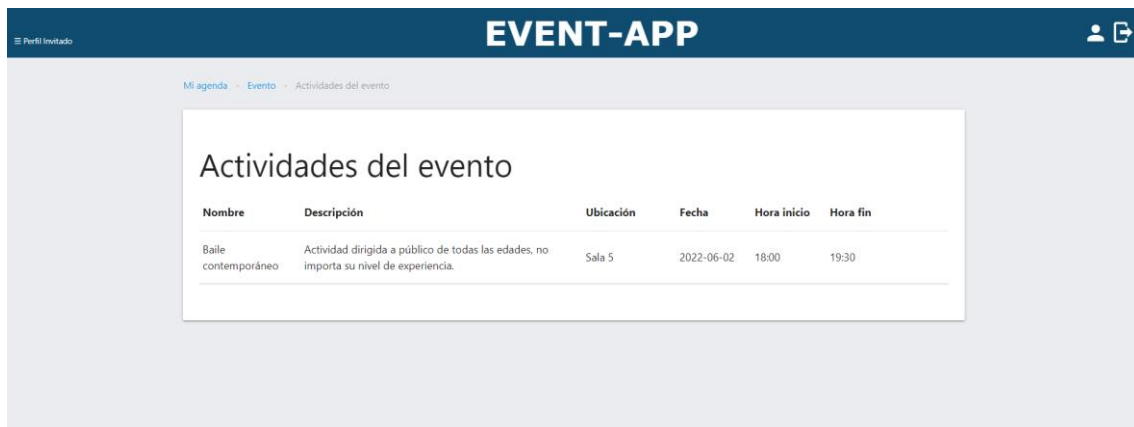 EVENT-APP
☰ Perfil Invitado
Mi agenda - Evento - Actividades del evento
Actividades del evento
Nombre Descripción Ubicación Fecha Hora inicio Hora fin
Baile contemporáneo
Actividad dirigida a público de todas las edades, no
importa su nivel de experiencia.
Sala 5 2022-06-02 18:00 19:30